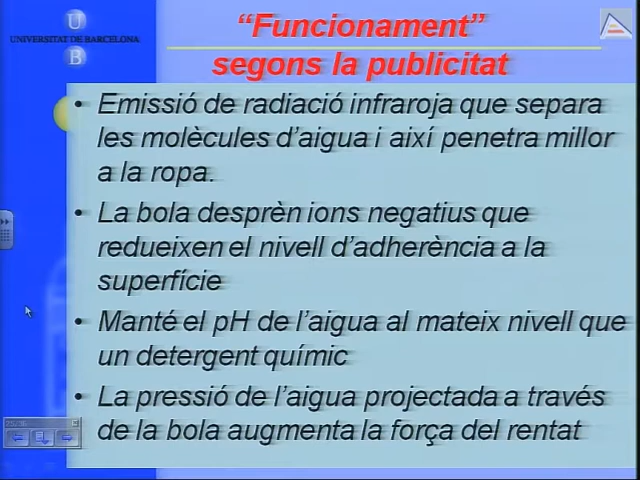 U
UNIVERSITAT DE BARCELONA
B
“Funcionament”
segons la publicitat
• Emissió de radiació infraroja que separa
les molècules d’aigua i així penetra millor
a la ropa.
• La bola desprèn ions negatius que
redueixen el nivell d’adherència a la
superfície
• Manté el pH de l’aigua al mateix nivell que
un detergent químic
• La pressió de l’aigua projectada a través
de la bola augmenta la força del rentat